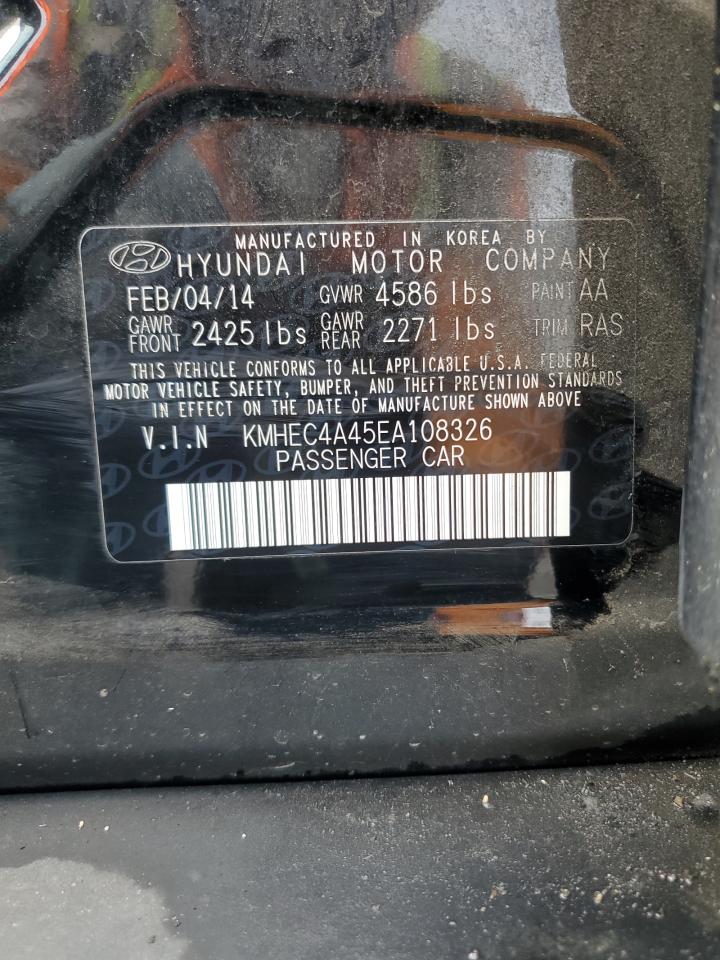 MANUFACTURED IN KOREA BY
HYUNDAI MOTOR COMPANY
FEB/04/14 GVWR 4586 lbs PAINT AA
GAWR FRONT 2425 lbs GAWR REAR 2271 lbs TRIM RAS
THIS VEHICLE CONFORMS TO ALL APPLICABLE U.S.A. FEDERAL
MOTOR VEHICLE SAFETY, BUMPER, AND THEFT PREVENTION STANDARDS
IN EFFECT ON THE DATE OF MANUFACTURE SHOWN ABOVE
V.I.N KMHEC4A45EA108326
PASSENGER CAR